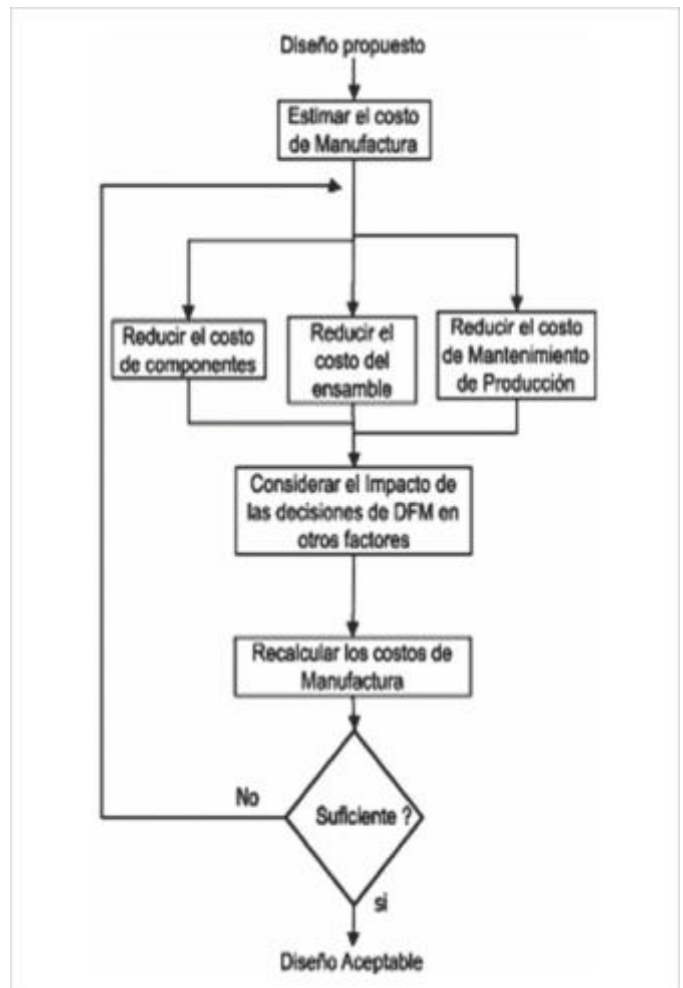 Diseño propuesto
Estimar el costo
de Manufactura
Reducir el costo
de componentes
Reducir el
costo del
ensamble
Reducir el costo
de Mantenimiento
de Producción
Considerar el Impacto de
las decisiones de DFM en
otros factores
Recalcular los costos de
Manufactura
No
Suficiente ?
si
Diseño Aceptable